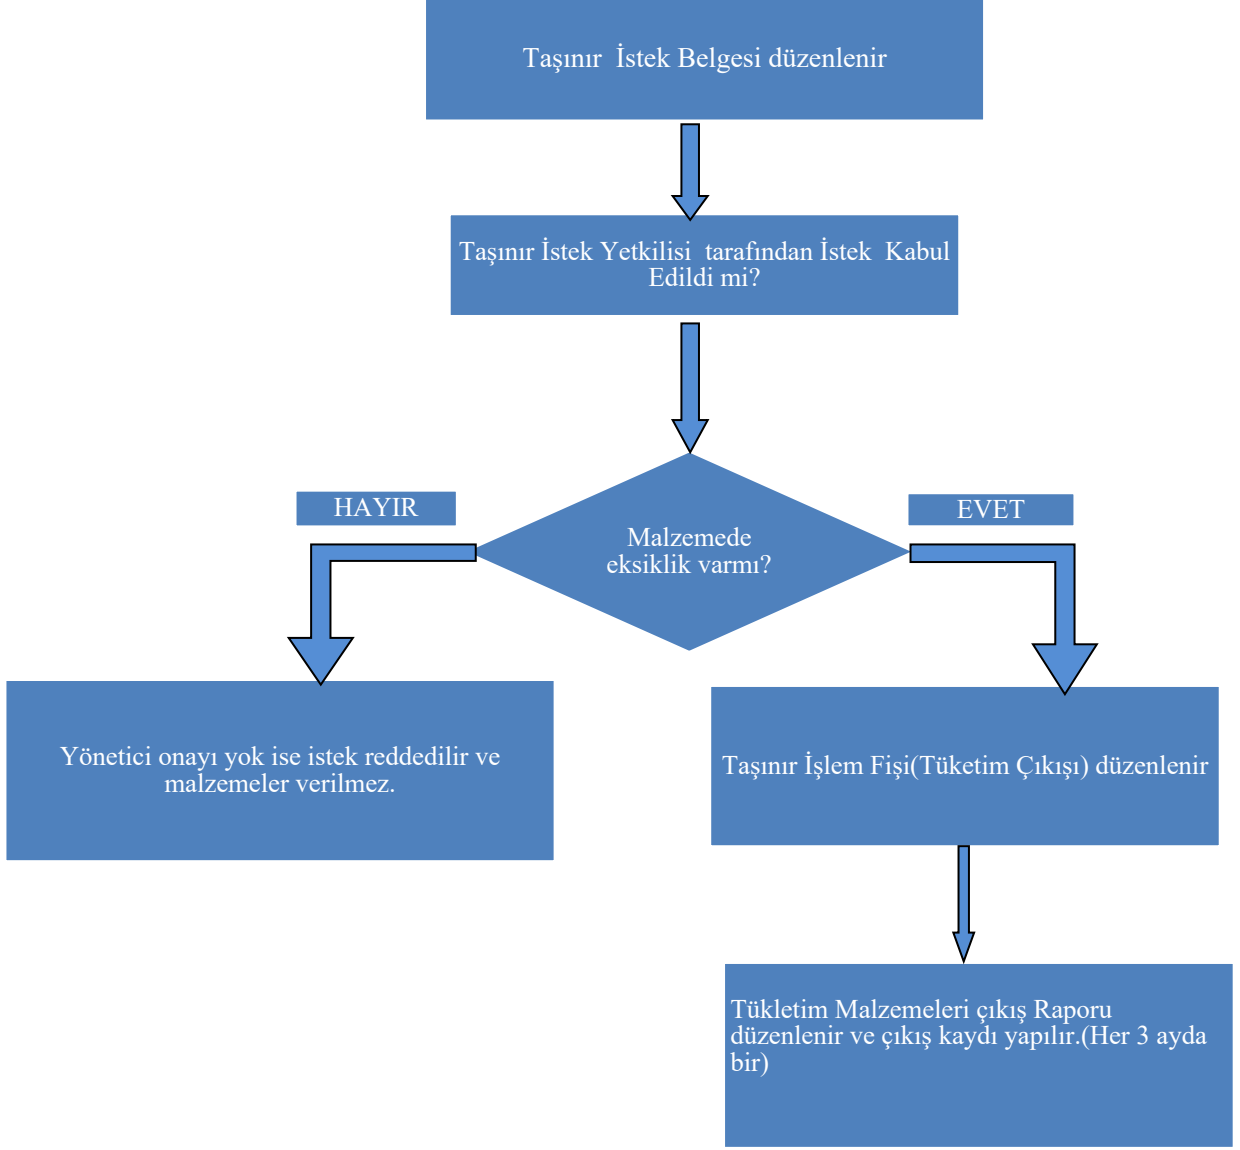 Taşınır İstek Belgesi düzenlenir
Taşınır İstek Yetkilisi tarafından İstek Kabul
Edildi mi?
HAYIR
EVET
Malzemede
eksiklik varmı?
Yönetici onayı yok ise istek reddedilir ve
malzemeler verilmez.
Taşınır İşlem Fişi(Tüketim Çıkışı) düzenlenir
Tükletim Malzemeleri çıkış Raporu
düzenlenir ve çıkış kaydı yapılır.(Her 3 ayda
bir)